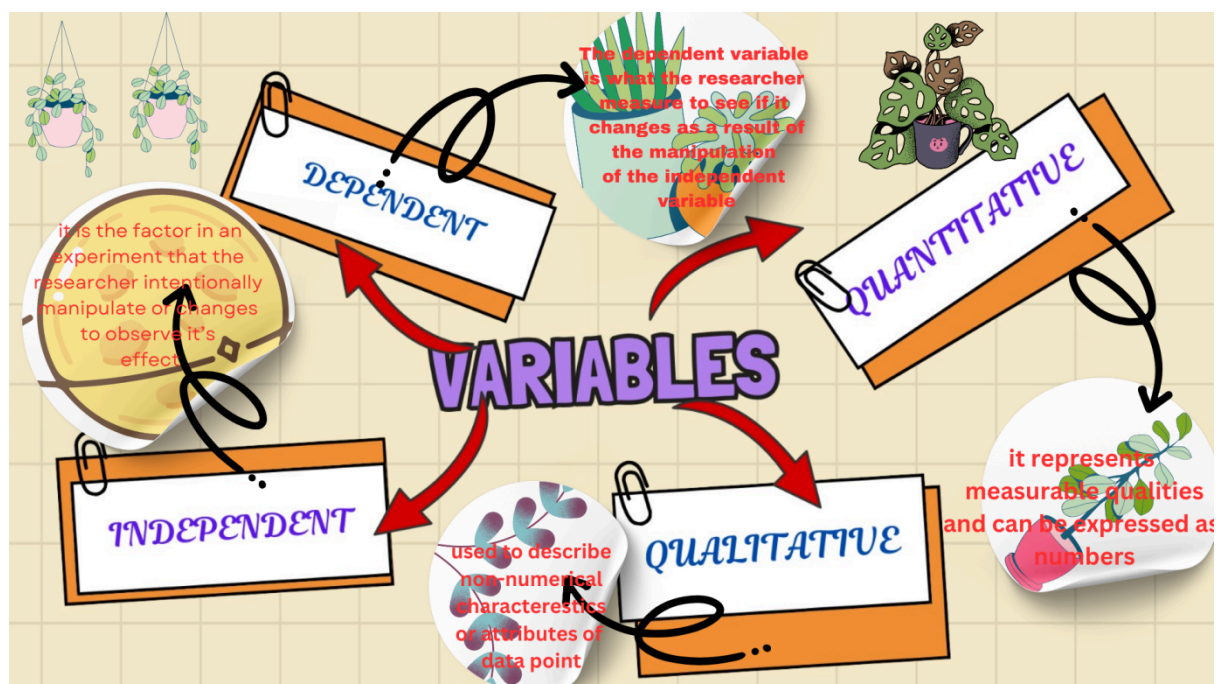 DEPENDENT
The dependent variable
is what the researcher
measure to see if it
changes as a result of
the manipulation
of the independent
variable
QUANTITATIVE
it is the factor in an
experiment that the
researcher intentionally
manipulate or changes
to observe it's
effect
VARIABLES
it represents
measurable qualities
and can be expressed as
numbers
INDEPENDENT
QUALITATIVE
used to describe
non-numerical
characterestics
or attributes of
data point